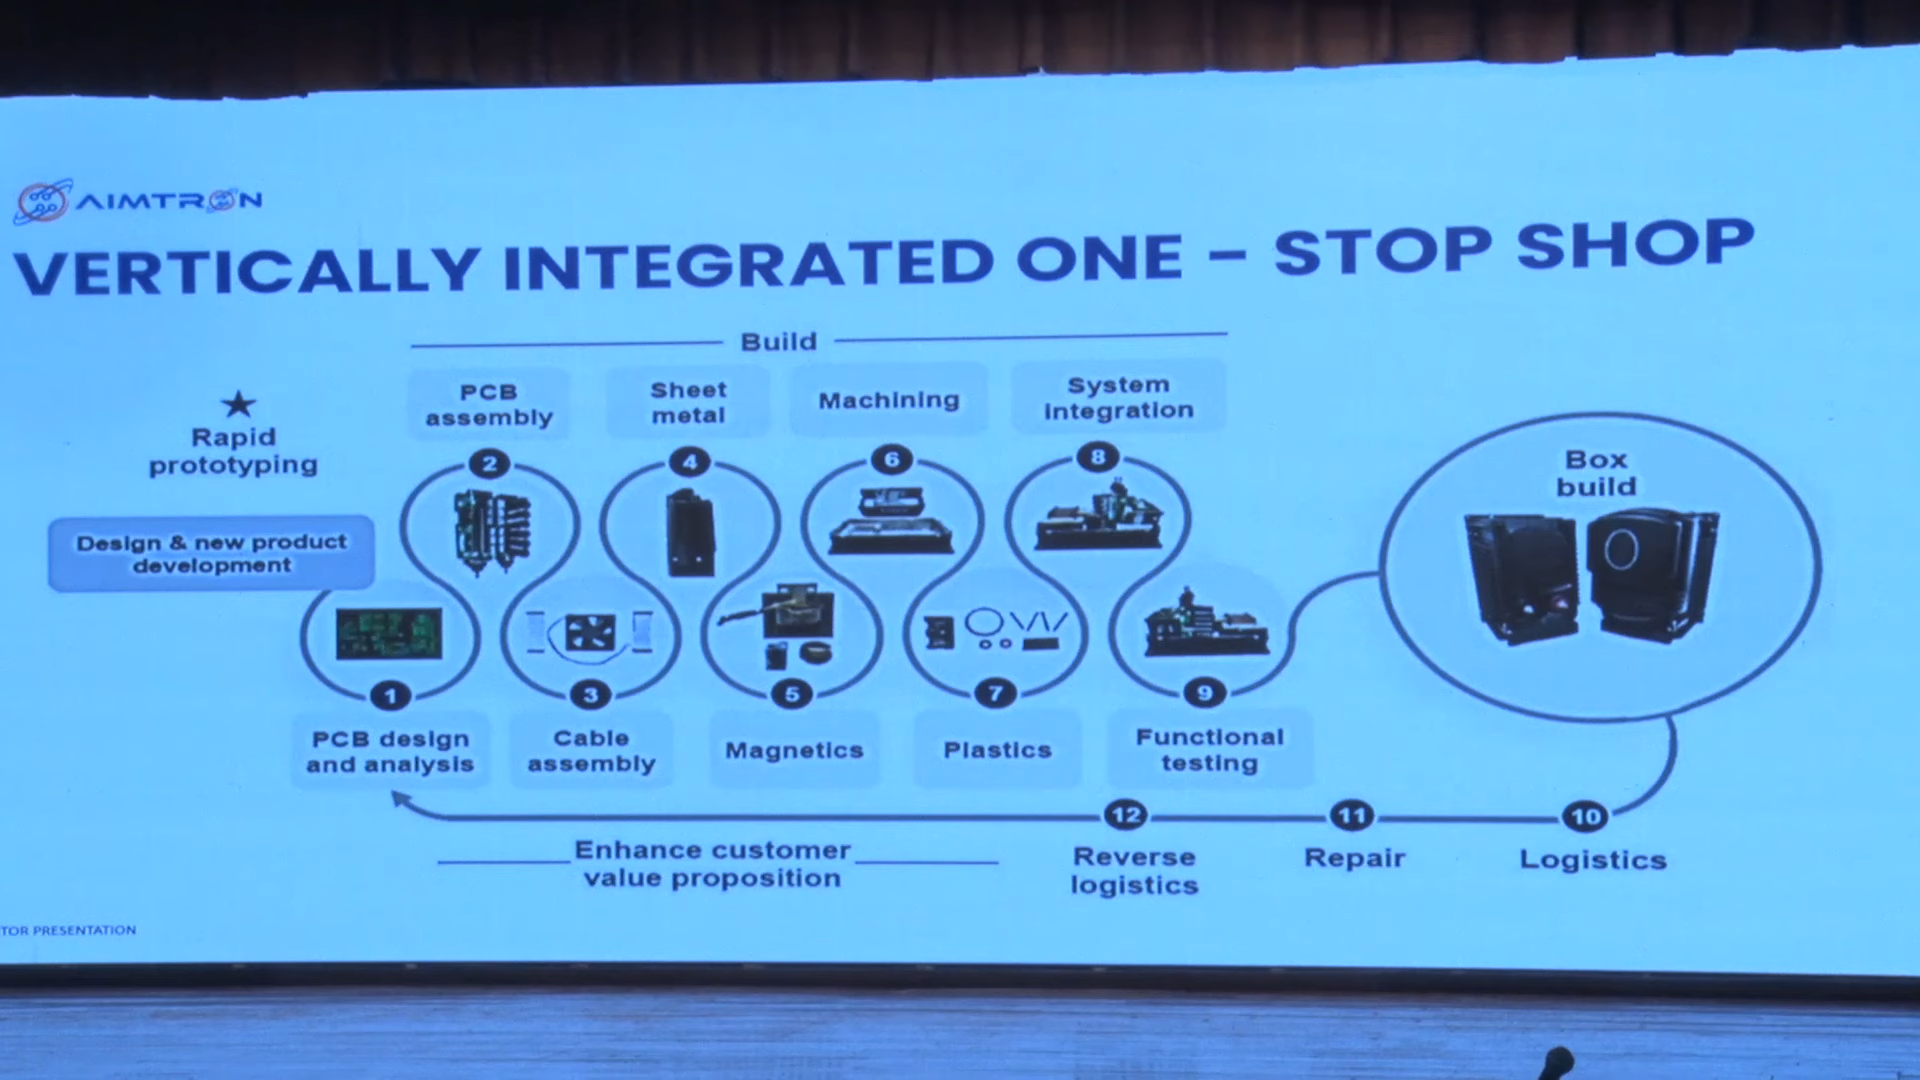 AIMTRON
VERTICALLY INTEGRATED ONE – STOP SHOP
Build
Rapid
prototyping
Design & new product
development
PCB
assembly
Sheet
metal
Machining
System
integration
2
4
6
8
1
3
5
7
9
PCB design
and analysis
Cable
assembly
Magnetics
Plastics
Functional
testing
Box
build
12
11
10
Enhance customer
value proposition
Reverse
logistics
Repair
Logistics
TOR PRESENTATION